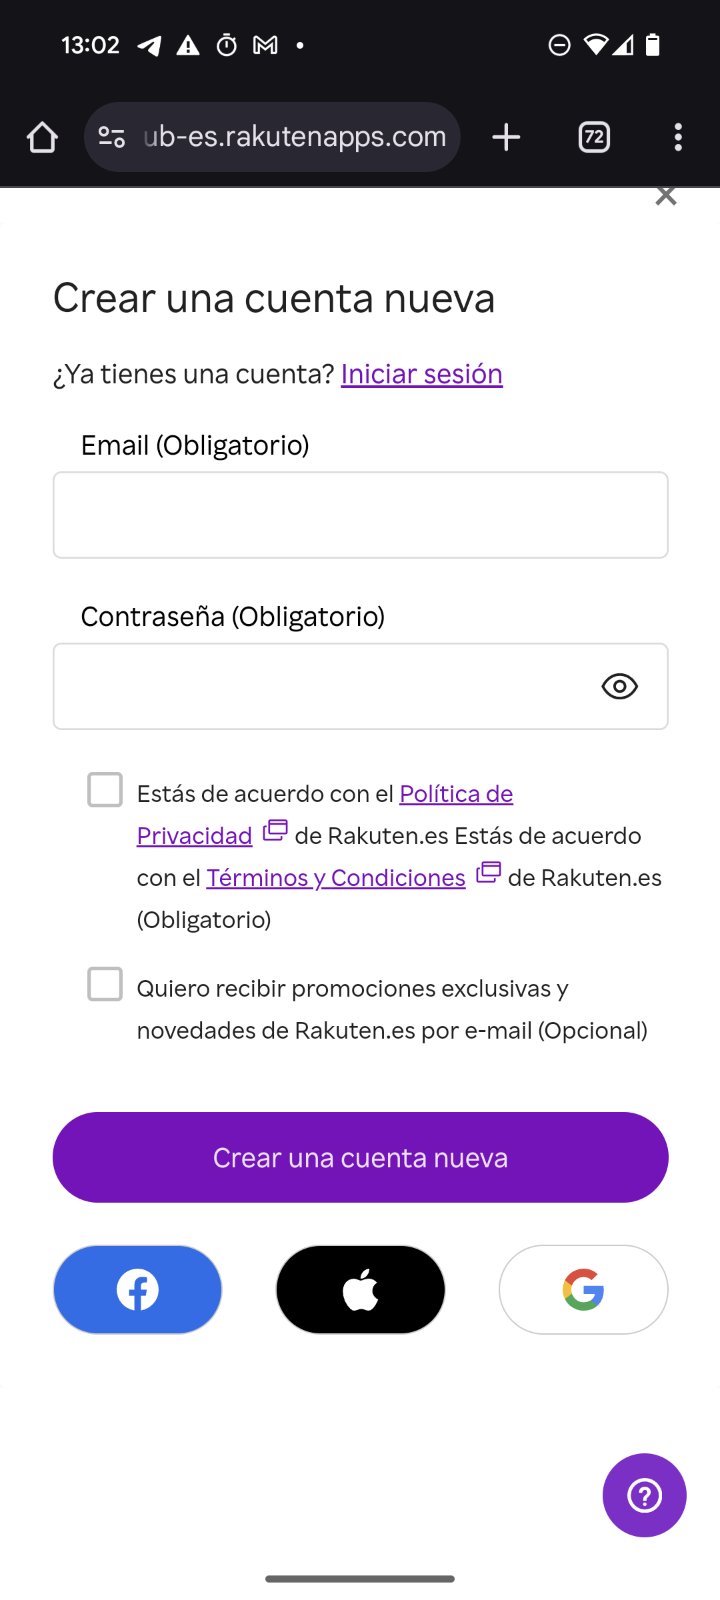 13:02
ub-es.rakutenapps.com
72
Crear una cuenta nueva
¿Ya tienes una cuenta? Iniciar sesión
Email (Obligatorio)
Contraseña (Obligatorio)
Estás de acuerdo con el Política de
Privacidad de Rakuten.es Estás de acuerdo
con el Términos y Condiciones de Rakuten.es
(Obligatorio)
Quiero recibir promociones exclusivas y
novedades de Rakuten.es por e-mail (Opcional)
Crear una cuenta nueva